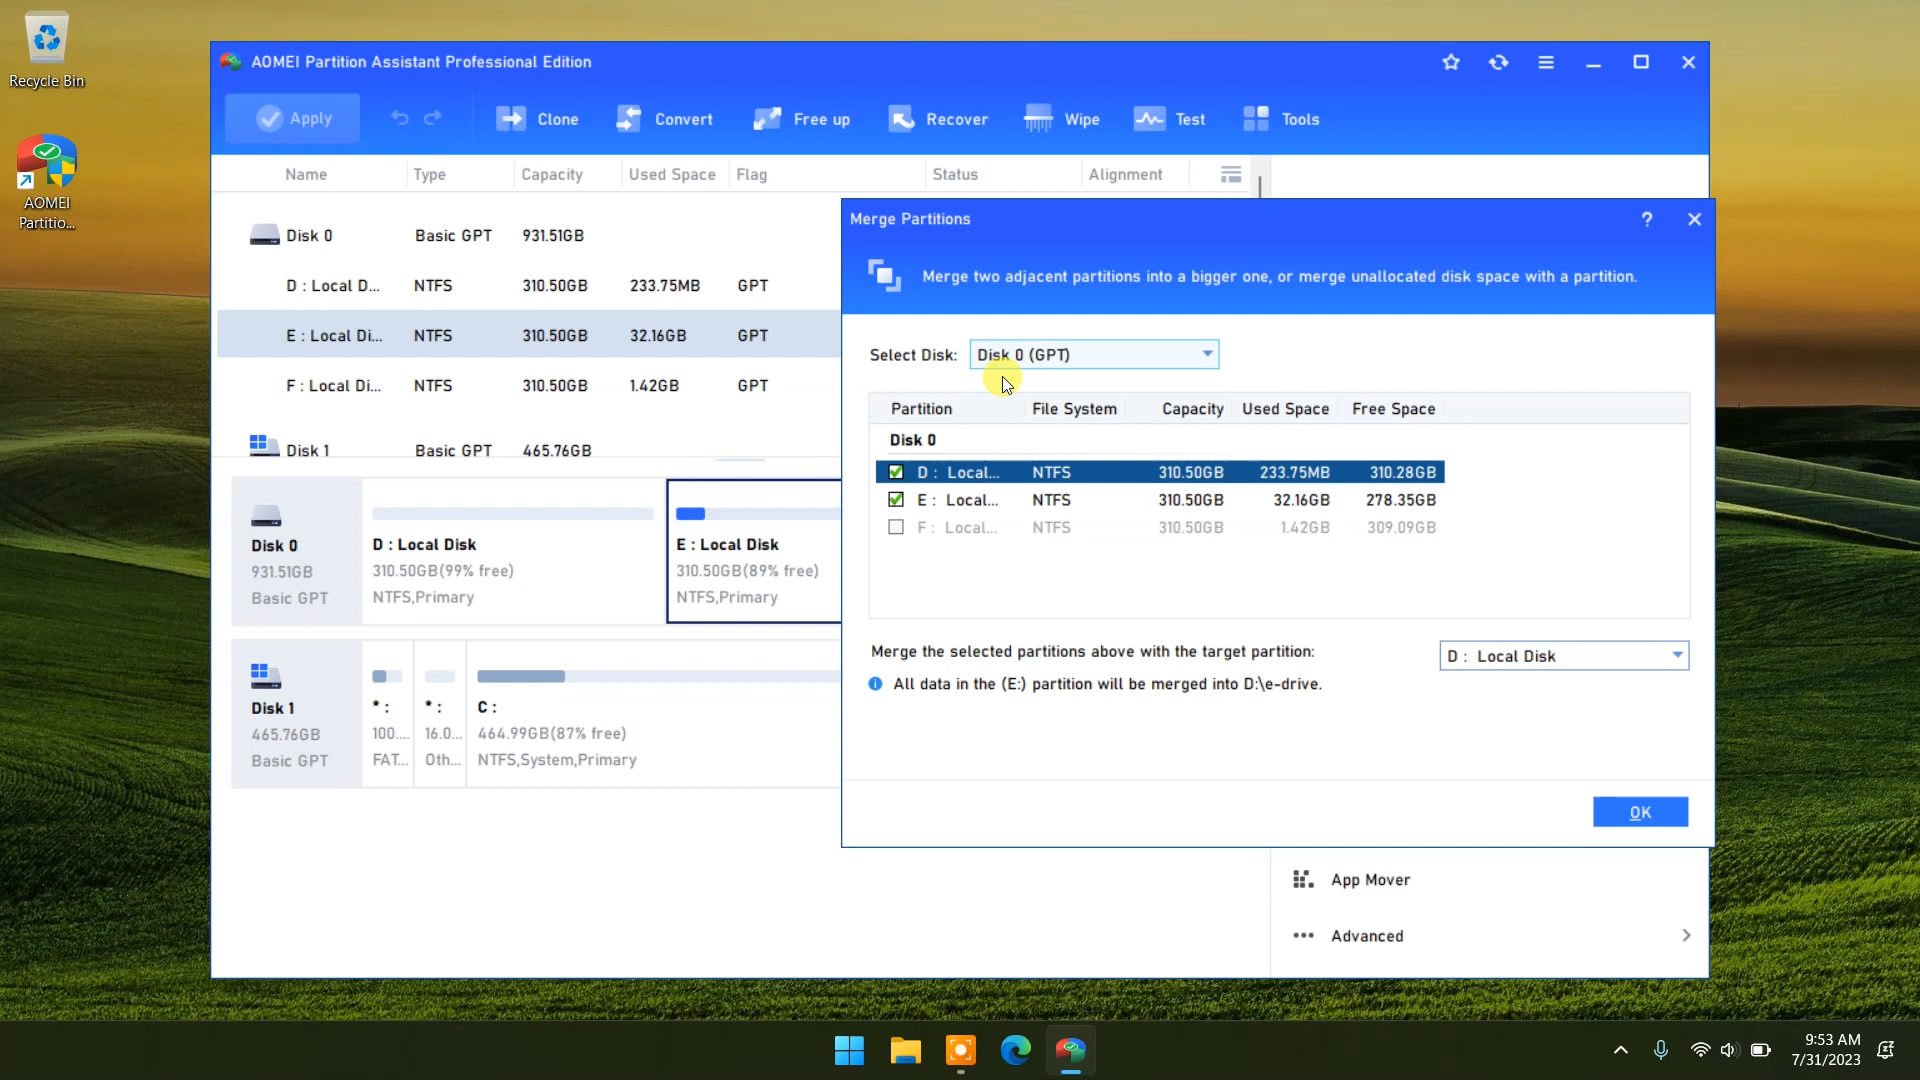 Recycle Bin
AOMEI
Partitio...
AOMEI Partition Assistant Professional Edition
Apply
Clone
Convert
Free up
Recover
Wipe
Test
Tools
Name Type Capacity Used Space Flag Status Alignment
Disk 0 Basic GPT 931.51GB
D : Local D... NTFS 310.50GB 233.75MB GPT
E : Local Di... NTFS 310.50GB 32.16GB GPT
F : Local Di... NTFS 310.50GB 1.42GB GPT
Disk 1 Basic GPT 465.76GB
Disk 0
931.51GB
Basic GPT
D : Local Disk
310.50GB(99% free)
NTFS,Primary
E : Local Disk
310.50GB(89% free)
NTFS,Primary
Disk 1
465.76GB
Basic GPT
* :
100....
FAT...
* :
16.0...
Oth...
C :
464.99GB(87% free)
NTFS,System,Primary
Merge Partitions
?
Merge two adjacent partitions into a bigger one, or merge unallocated disk space with a partition.
Select Disk: Disk 0 (GPT)
Partition File System Capacity Used Space Free Space
Disk 0
D : Local... NTFS 310.50GB 233.75MB 310.28GB
E : Local... NTFS 310.50GB 32.16GB 278.35GB
F : Local... NTFS 310.50GB 1.42GB 309.09GB
Merge the selected partitions above with the target partition: D : Local Disk
All data in the (E:) partition will be merged into D:\e-drive.
OK
App Mover
Advanced
9:53 AM
7/31/2023